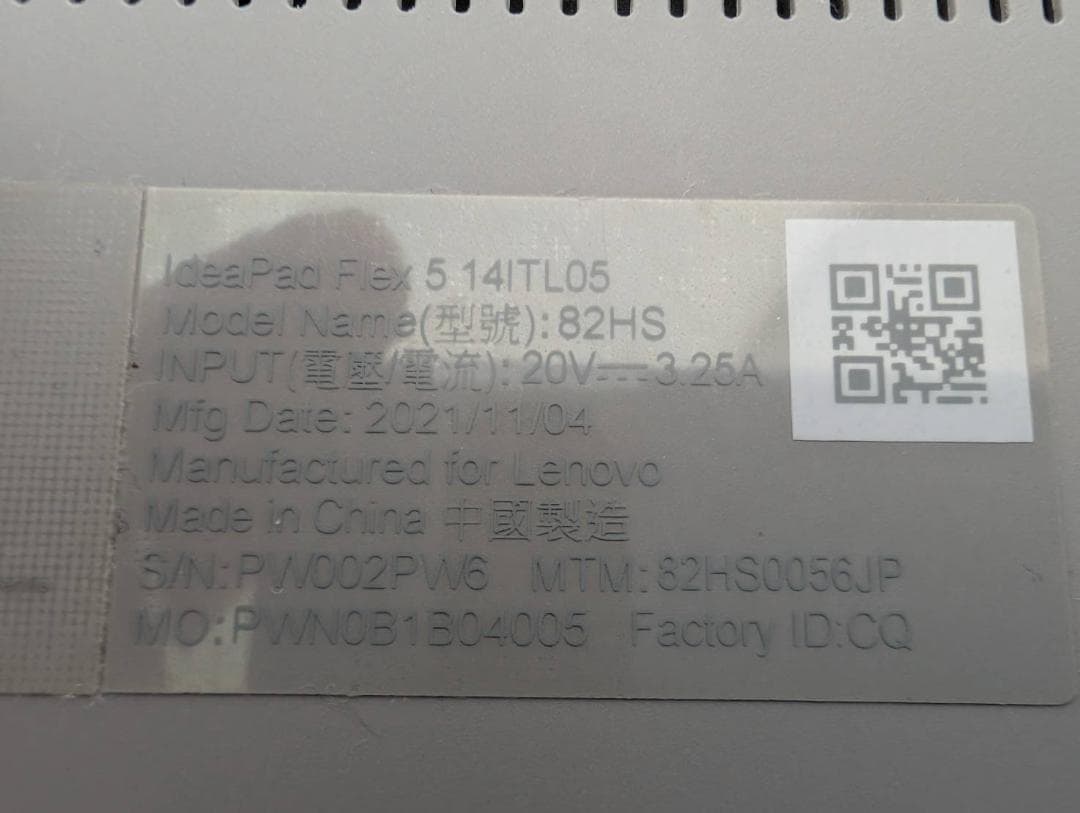 IdeaPad Flex 5 14ITL05
Model Name(型號): 82HS
INPUT(電壓/電流): 20V⎓3.25A
Mfg Date: 2021/11/04
Manufactured for Lenovo
Made in China 中國製造
S/N: PW002PW6 MTM: 82HS0056JP
MO: PWN0B1B04005 Factory ID:CQ